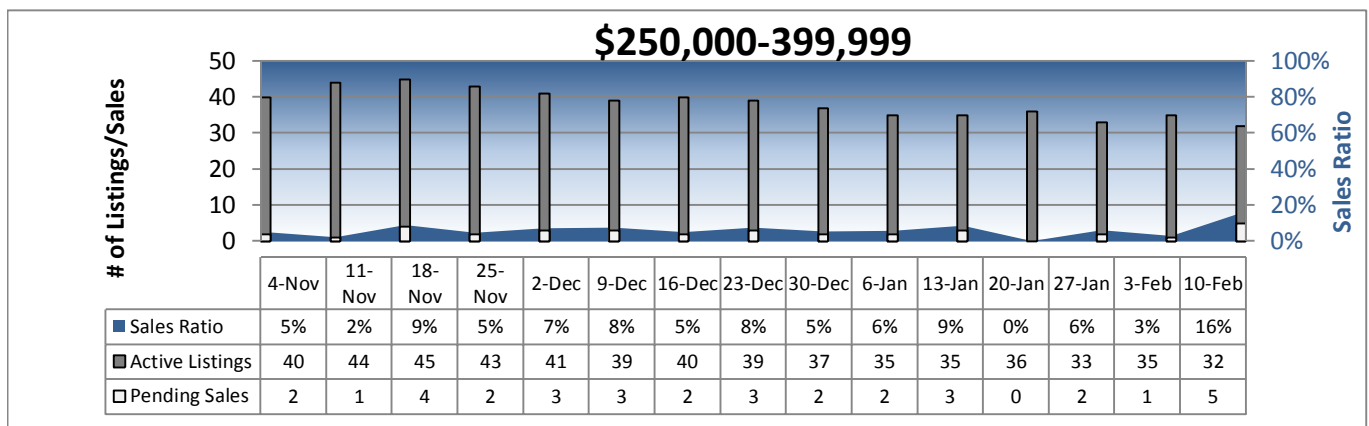 $250,000-399,999
50
40
30
20
10
0
# of Listings/Sales
100%
80%
60%
40%
20%
0%
Sales Ratio
4-Nov 11-Nov 18-Nov 25-Nov 2-Dec 9-Dec 16-Dec 23-Dec 30-Dec 6-Jan 13-Jan 20-Jan 27-Jan 3-Feb 10-Feb
Sales Ratio 5% 2% 9% 5% 7% 8% 5% 8% 5% 6% 9% 0% 6% 3% 16%
Active Listings 40 44 45 43 41 39 40 39 37 35 35 36 33 35 32
Pending Sales 2 1 4 2 3 3 2 3 2 2 3 0 2 1 5